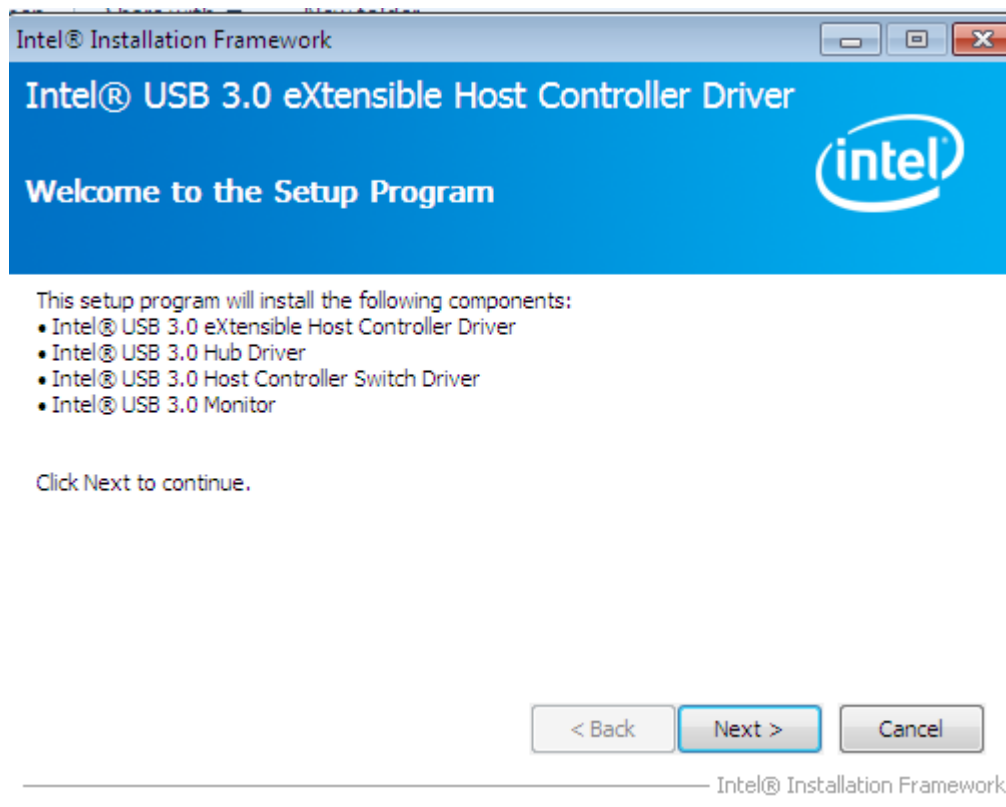 Intel® Installation Framework
Intel® USB 3.0 eXtensible Host Controller Driver
intel®
Welcome to the Setup Program
This setup program will install the following components:
• Intel® USB 3.0 eXtensible Host Controller Driver
• Intel® USB 3.0 Hub Driver
• Intel® USB 3.0 Host Controller Switch Driver
• Intel® USB 3.0 Monitor
Click Next to continue.
< Back Next > Cancel
Intel® Installation Framework